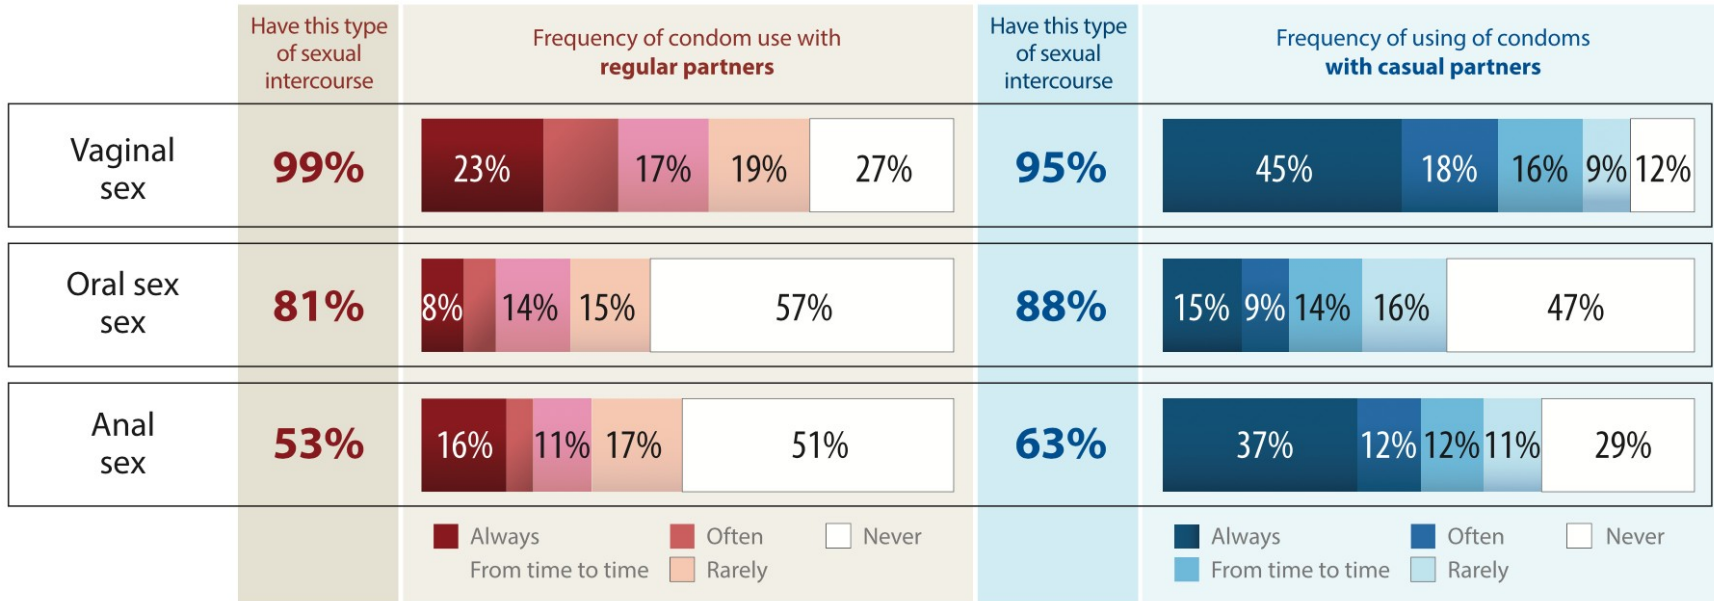 Have this type
of sexual
intercourse
Frequency of condom use with
regular partners
Have this type
of sexual
intercourse
Frequency of using of condoms
with casual partners
Vaginal
sex
99%
23% 17% 19% 27%
95%
45% 18% 16% 9% 12%
Oral sex
sex
81%
8% 14% 15% 57%
88%
15% 9% 14% 16% 47%
Anal
sex
53%
16% 11% 17% 51%
63%
37% 12% 12% 11% 29%
Always Often Never
From time to time Rarely
Always Often Never
From time to time Rarely